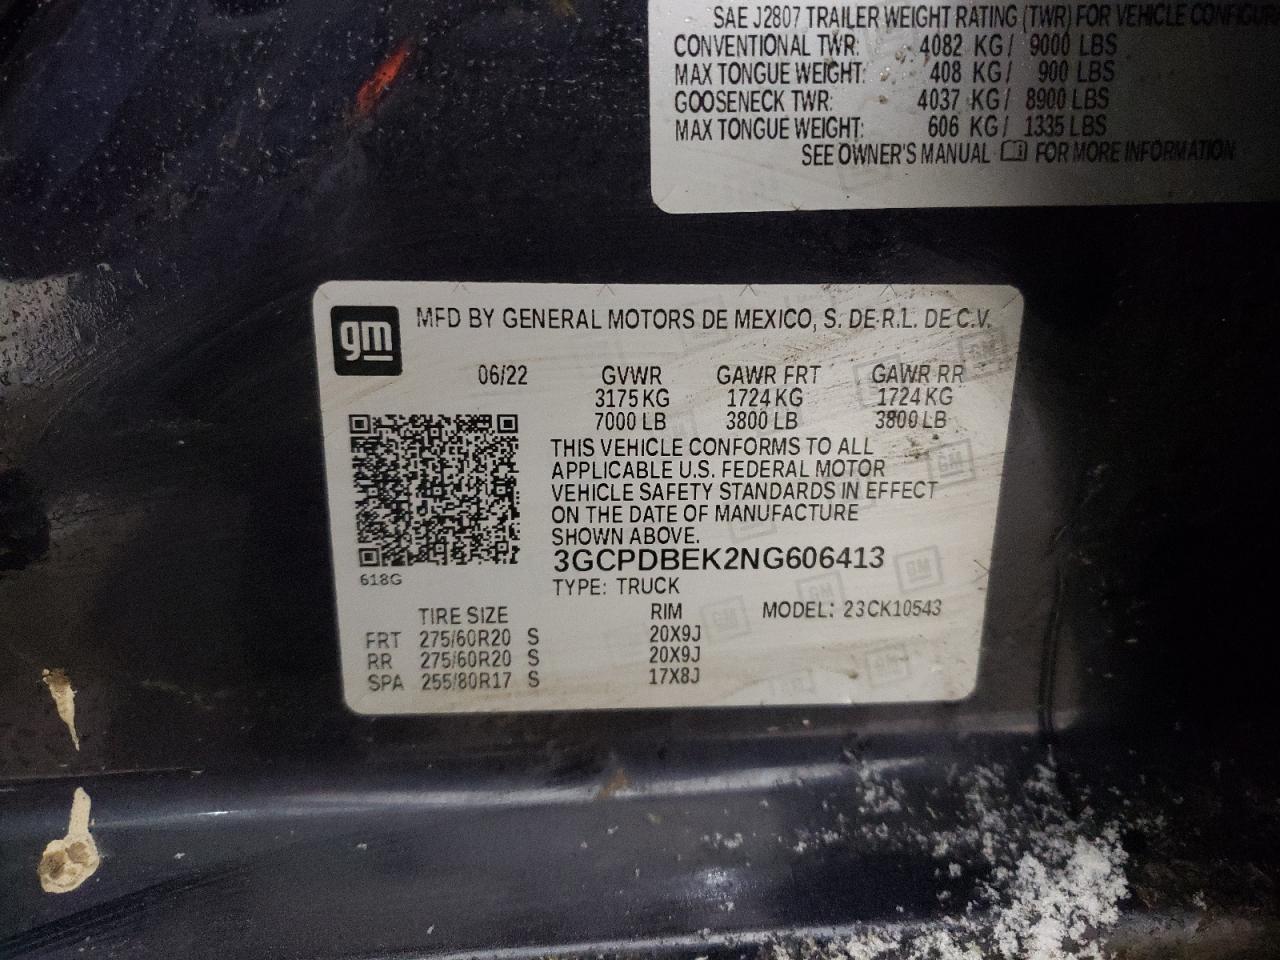 SAE J2807 TRAILER WEIGHT RATING (TWR) FOR VEHICLE
CONVENTIONAL TWR: 4082 KG/ 9000 LBS
MAX TONGUE WEIGHT: 408 KG/ 900 LBS
GOOSENECK TWR: 4037 KG/ 8900 LBS
MAX TONGUE WEIGHT: 606 KG/ 1335 LBS
SEE OWNER'S MANUAL FOR MORE INFORMATION
gm
MFD BY GENERAL MOTORS DE MEXICO, S. DE R.L. DE C.V.
06/22 GVWR GAWR FRT GAWR RR
3175 KG 1724 KG 1724 KG
7000 LB 3800 LB 3800 LB
THIS VEHICLE CONFORMS TO ALL
APPLICABLE U.S. FEDERAL MOTOR
VEHICLE SAFETY STANDARDS IN EFFECT
ON THE DATE OF MANUFACTURE
SHOWN ABOVE.
3GCPDBEK2NG606413
618G
TYPE: TRUCK
TIRE SIZE RIM MODEL: 23CK10543
FRT 275/60R20 S 20X9J
RR 275/60R20 S 20X9J
SPA 255/80R17 S 17X8J